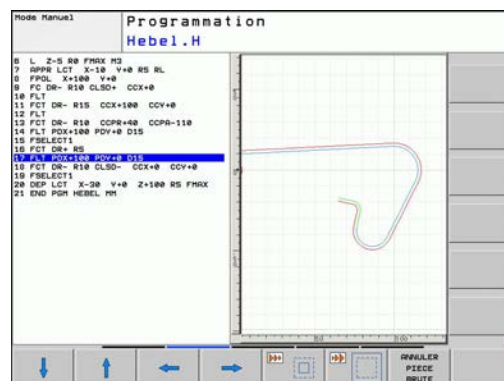 Mode Manuel
Programmation
Hebel.H
6 L Z-5 R0 FMAX M3
7 APPR LCT X-10 Y+0 R5 RL
8 FPOL X+100 Y+0
9 FC DR- R10 CLSD+ CCX+0
10 FLT
11 FCT DR- R15 CCX+100 CCY+0
12 FLT
13 FCT DR- R10 CCPR+40 CCPA-110
14 FLT PDX+100 PDY+0 D15
15 FSELECT1
16 FCT DR+ R5
17 FLT PDX+100 PDY+0 D15
18 FCT DR- R10 CLSD- CCX+0 CCY+0
19 FSELECT1
20 DEP LCT X-30 Y+0 Z+100 R5 FMAX
21 END PGM HEBEL MM
ANNULER
PIECE
BRUTE